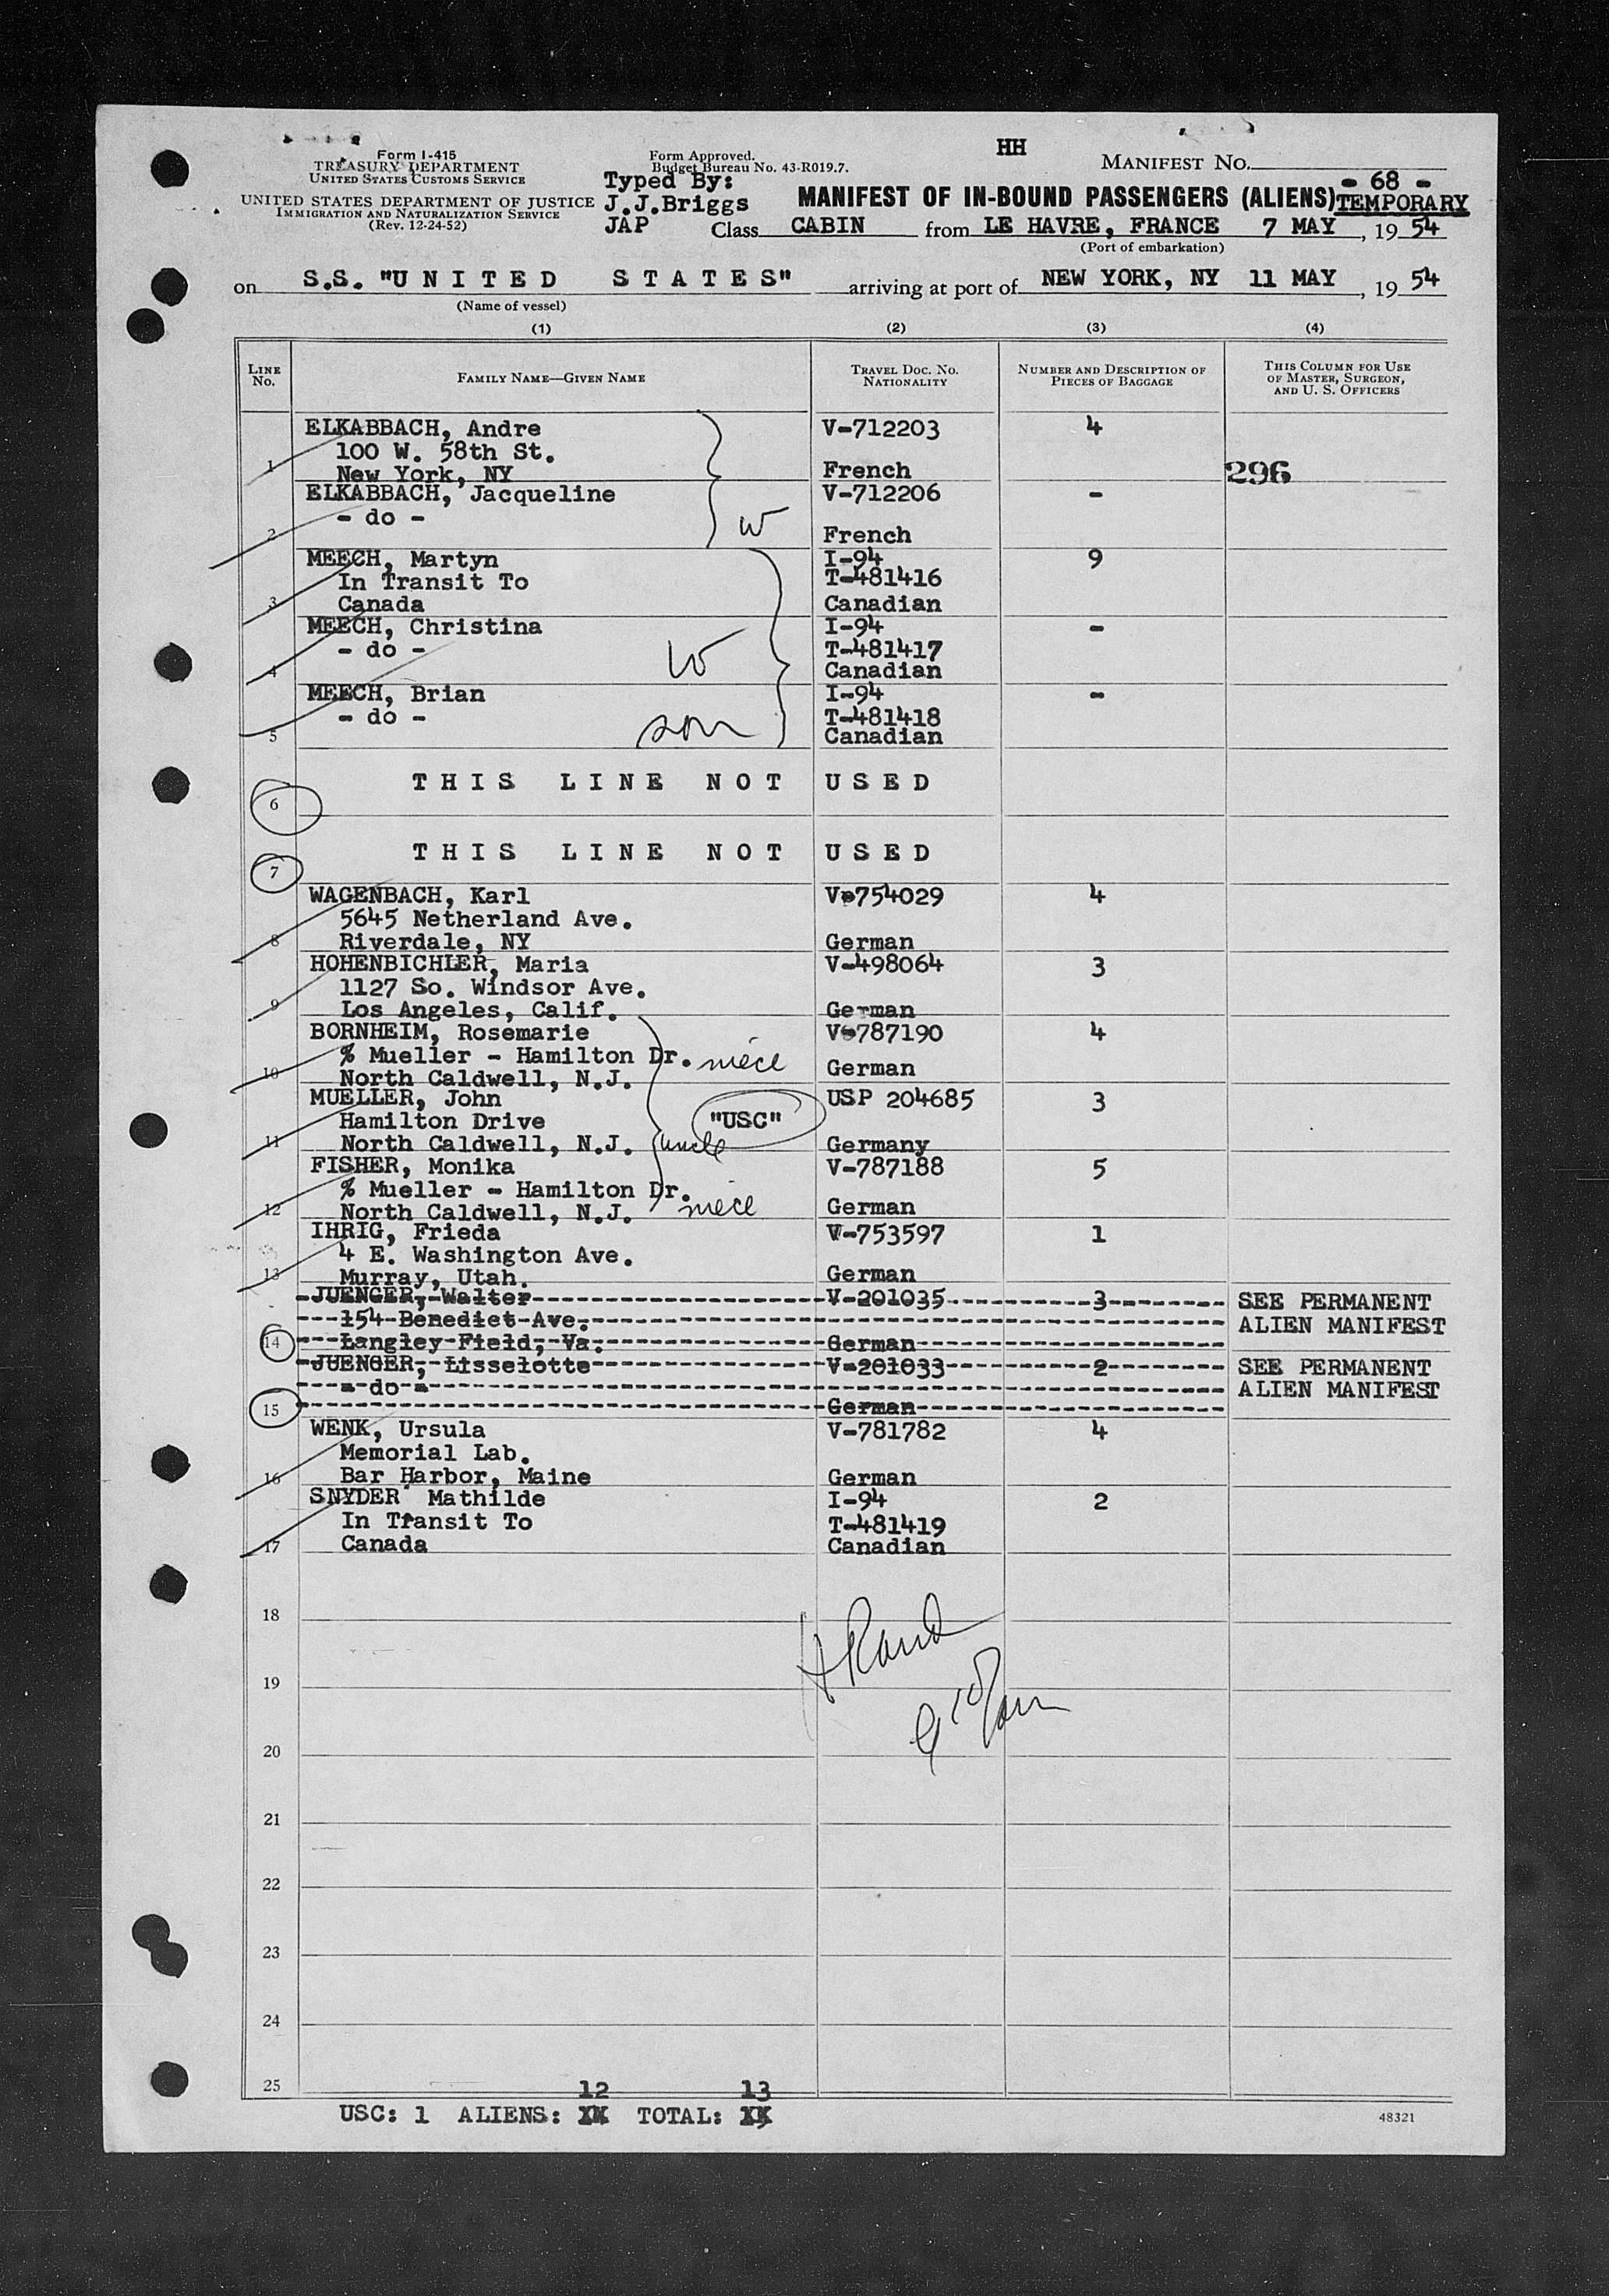 HH
Form I-415
TREASURY DEPARTMENT
UNITED STATES CUSTOMS SERVICE
UNITED STATES DEPARTMENT OF JUSTICE
IMMIGRATION AND NATURALIZATION SERVICE
(Rev. 12-24-52)
Form Approved.
Budget Bureau No. 43-R019.7.
Typed By:
J.J.Briggs
JAP
MANIFEST NO.
- 68 -
MANIFEST OF IN-BOUND PASSENGERS (ALIENS) TEMPORARY
Class CABIN from LE HAVRE, FRANCE 7 MAY, 1954
(Port of embarkation)
on S.S. "UNITED STATES" arriving at port of NEW YORK, NY 11 MAY, 1954
(Name of vessel)
(1) (2) (3) (4)
LINE No.
FAMILY NAME—GIVEN NAME
TRAVEL DOC. NO. NATIONALITY
NUMBER AND DESCRIPTION OF PIECES OF BAGGAGE
THIS COLUMN FOR USE OF MASTER, SURGEON, AND U. S. OFFICERS
ELKABBACH, Andre V-712203 4
100 W. 58th St.
1 New York, NY French 296
ELKABBACH, Jacqueline V-712206 -
- do - w
2 French
MEECH, Martyn I-94 9
In Transit To T-481416
3 Canada Canadian
MEECH, Christina I-94 -
- do - w T-481417
4 Canadian
MEECH, Brian I-94 -
- do - son T-481418
5 Canadian
THIS LINE NOT USED
6
THIS LINE NOT USED
7
WAGENBACH, Karl V-754029 4
5645 Netherland Ave.
8 Riverdale, NY German
HOHENBICHLER, Maria V-498064 3
1127 So. Windsor Ave.
9 Los Angeles, Calif. German
BORNHEIM, Rosemarie V-787190 4
% Mueller - Hamilton Dr. niece German
10 North Caldwell, N.J.
MUELLER, John USP 204685 3
Hamilton Drive "USC"
11 North Caldwell, N.J. uncle Germany
FISHER, Monika V-787188 5
% Mueller - Hamilton Dr.
12 North Caldwell, N.J. niece German
IHRIG, Frieda V-753597 1
4 E. Washington Ave.
13 Murray, Utah. German
JUENGER, Walter V-201035 3 SEE PERMANENT
154 Benedict Ave. ALIEN MANIFEST
14 Langley Field, Va. German
JUENGER, Lisselotte V-201033 2 SEE PERMANENT
- do - ALIEN MANIFEST
15 German
WENK, Ursula V-781782 4
Memorial Lab.
16 Bar Harbor, Maine German
SNYDER Mathilde I-94 2
In Transit To T-481419
17 Canada Canadian
18
19
20
21
22
23
24
25
12 13
USC: 1 ALIENS: TOTAL:
48321